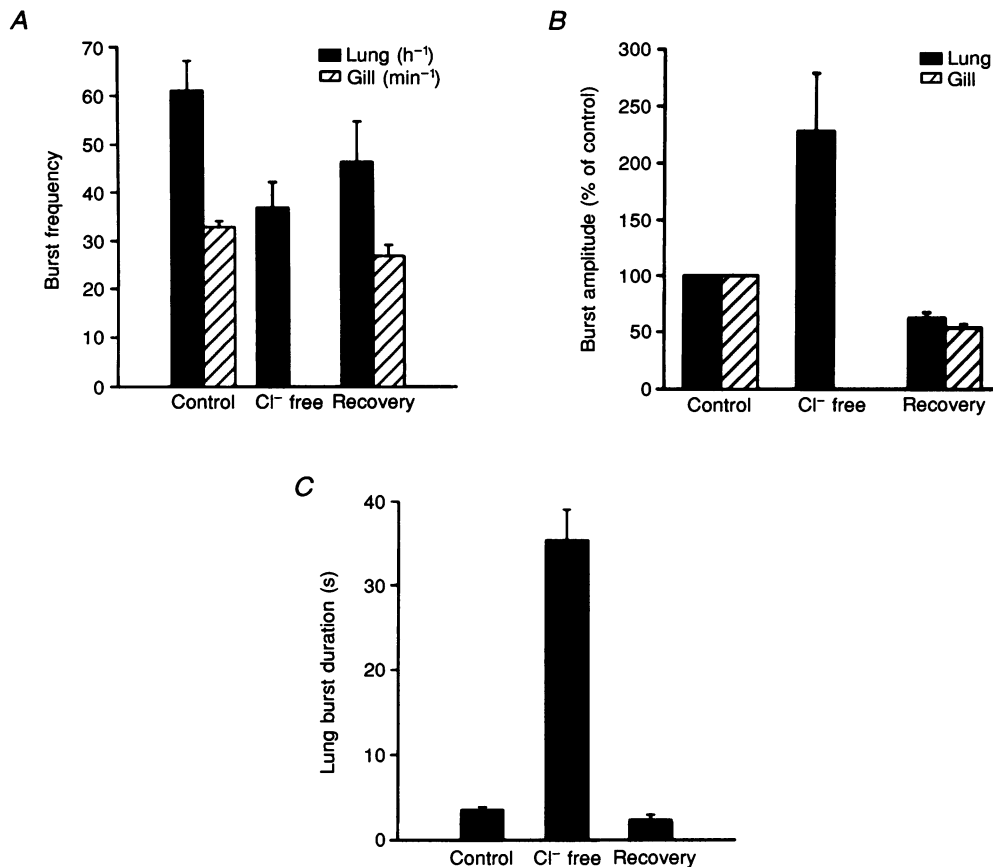 A
Lung (h⁻¹)
Gill (min⁻¹)
Burst frequency
70
60
50
40
30
20
10
0
Control Cl⁻ free Recovery
B
Lung
Gill
Burst amplitude (% of control)
300
250
200
150
100
50
0
Control Cl⁻ free Recovery
C
Lung burst duration (s)
40
30
20
10
0
Control Cl⁻ free Recovery